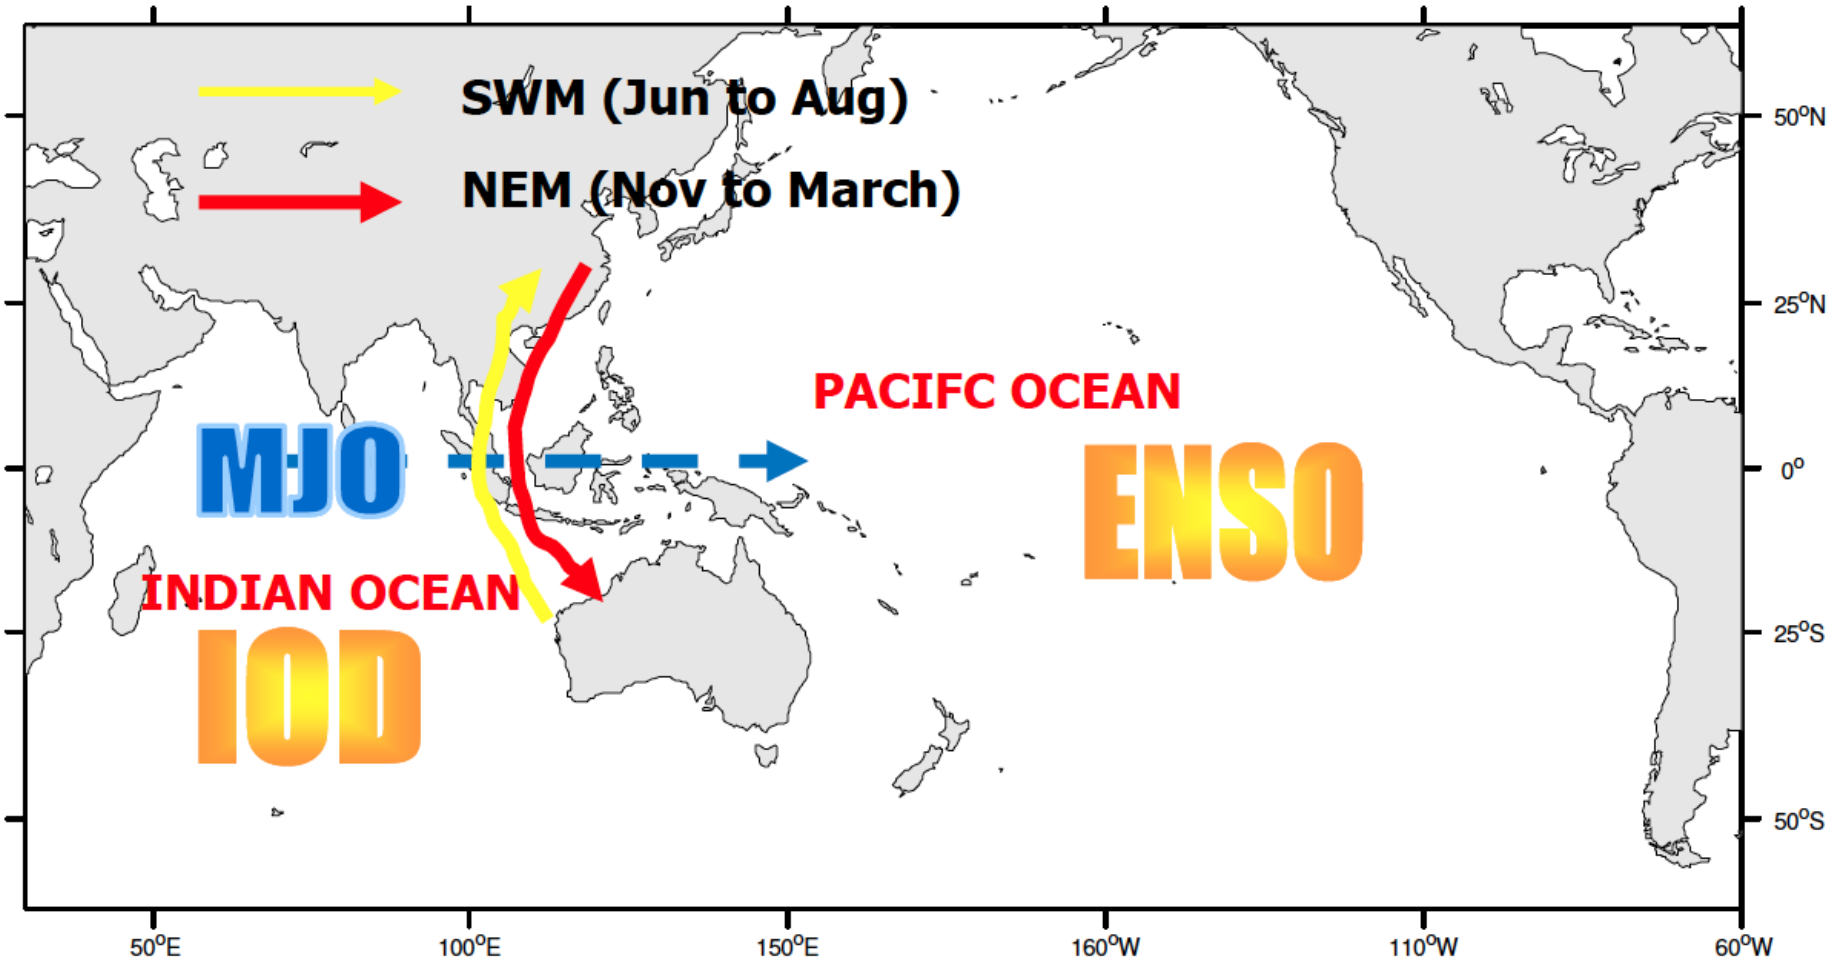 SWM (Jun to Aug)
50°N
NEM (Nov to March)
25°N
PACIFC OCEAN
MJO
ENSO
0°
INDIAN OCEAN
25°S
IOD
50°S
50°E 100°E 150°E 160°W 110°W 60°W